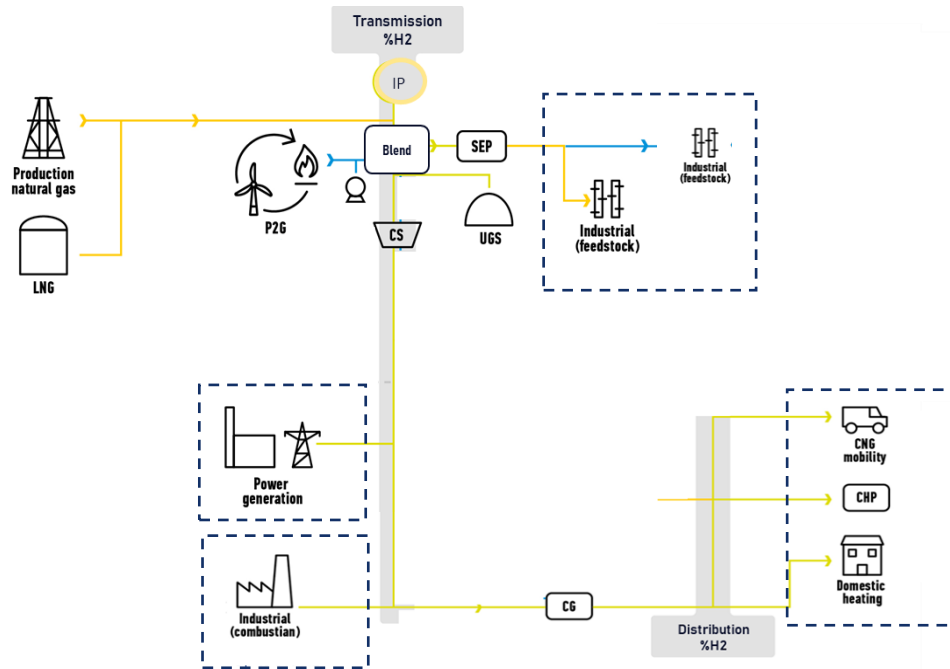 Transmission
%H2
IP
Production
natural gas
LNG
P2G
Blend
SEP
CS
UGS
Industrial
(feedstock)
Industrial
(feedstock)
Power
generation
Industrial
(combustian)
CG
Distribution
%H2
CNG
mobility
CHP
Domestic
heating